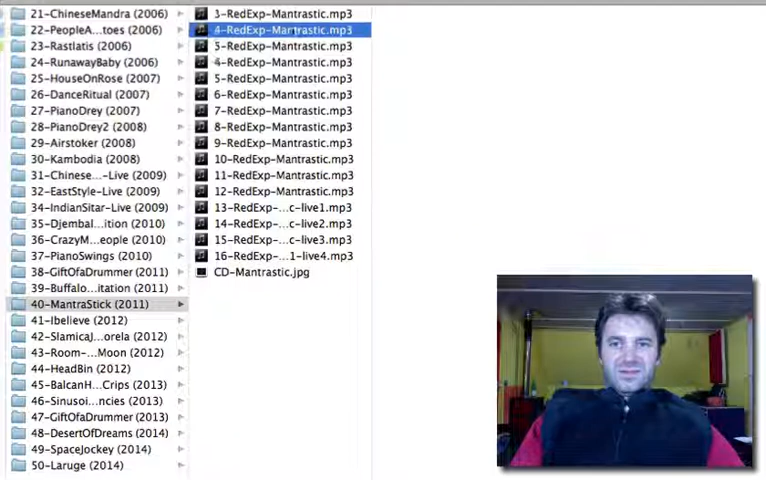 21-ChineseMandra (2006)
22-PeopleA...toes (2006)
23-Rastlatis (2006)
24-RunawayBaby (2006)
25-HouseOnRose (2007)
26-DanceRitual (2007)
27-PianoDrey (2007)
28-PianoDrey2 (2008)
29-Airstoker (2008)
30-Kambodia (2008)
31-Chinese...-Live (2009)
32-EastStyle-Live (2009)
34-IndianSitar-Live (2009)
35-Djembal...ition (2010)
36-CrazyM...eople (2010)
37-PianoSwings (2010)
38-GiftOfaDrummer (2011)
39-Buffalo...itation (2011)
40-MantraStick (2011)
41-Ibelieve (2012)
42-SlamicaJ...orela (2012)
43-Room-...Moon (2012)
44-HeadBin (2012)
45-BalcanH...Crips (2013)
46-Sinusoi...ncies (2013)
47-GiftOfaDrummer (2013)
48-DesertOfDreams (2014)
49-SpaceJockey (2014)
50-Laruge (2014)
3-RedExp-Mantrastic.mp3
4-RedExp-Mantrastic.mp3
3-RedExp-Mantrastic.mp3
4-RedExp-Mantrastic.mp3
5-RedExp-Mantrastic.mp3
6-RedExp-Mantrastic.mp3
7-RedExp-Mantrastic.mp3
8-RedExp-Mantrastic.mp3
9-RedExp-Mantrastic.mp3
10-RedExp-Mantrastic.mp3
11-RedExp-Mantrastic.mp3
12-RedExp-Mantrastic.mp3
13-RedExp-...c-live1.mp3
14-RedExp-...c-live2.mp3
15-RedExp-...c-live3.mp3
16-RedExp-...1-live4.mp3
CD-Mantrastic.jpg